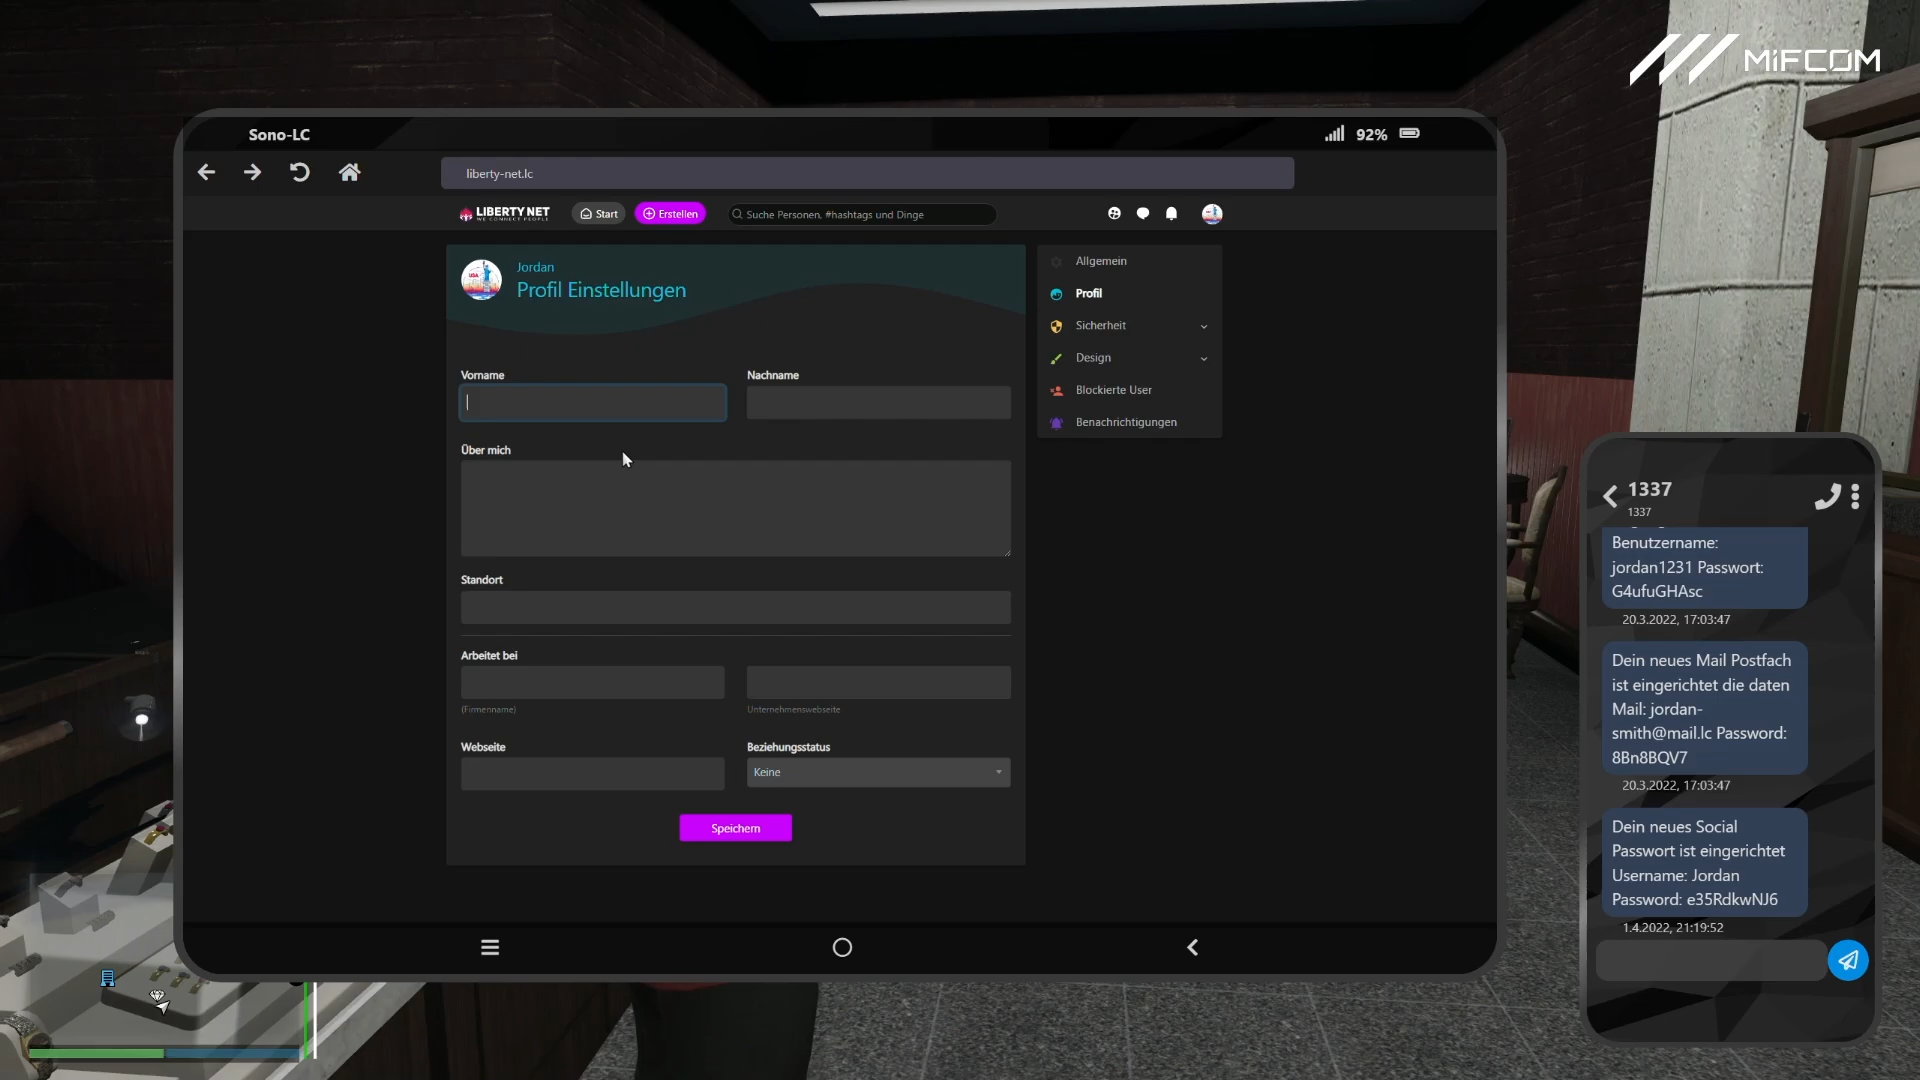 MIFCOM
Sono-LC
92%
liberty-net.lc
LIBERTY NET
WE CONNECT PEOPLE
Start
Erstellen
Suche Personen, #hashtags und Dinge
Jordan
Profil Einstellungen
Vorname
Nachname
Über mich
Standort
Arbeitet bei
(Firmenname)
Unternehmenswebseite
Webseite
Beziehungsstatus
Keine
Speichern
Allgemein
Profil
Sicherheit
Design
Blockierte User
Benachrichtigungen
1337
1337
Benutzername:
jordan1231 Passwort:
G4ufuGHAsc
20.3.2022, 17:03:47
Dein neues Mail Postfach
ist eingerichtet die daten
Mail: jordan-
smith@mail.lc Password:
8Bn8BQV7
20.3.2022, 17:03:47
Dein neues Social
Passwort ist eingerichtet
Username: Jordan
Password: e35RdkwNJ6
1.4.2022, 21:19:52